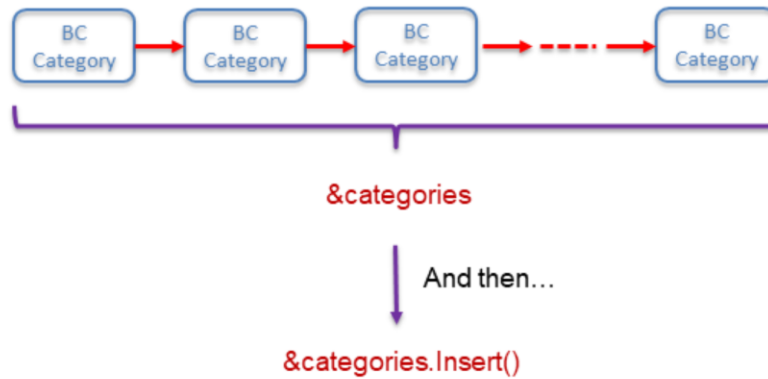 BC
Category
BC
Category
BC
Category
BC
Category
&categories
And then…
&categories.Insert()